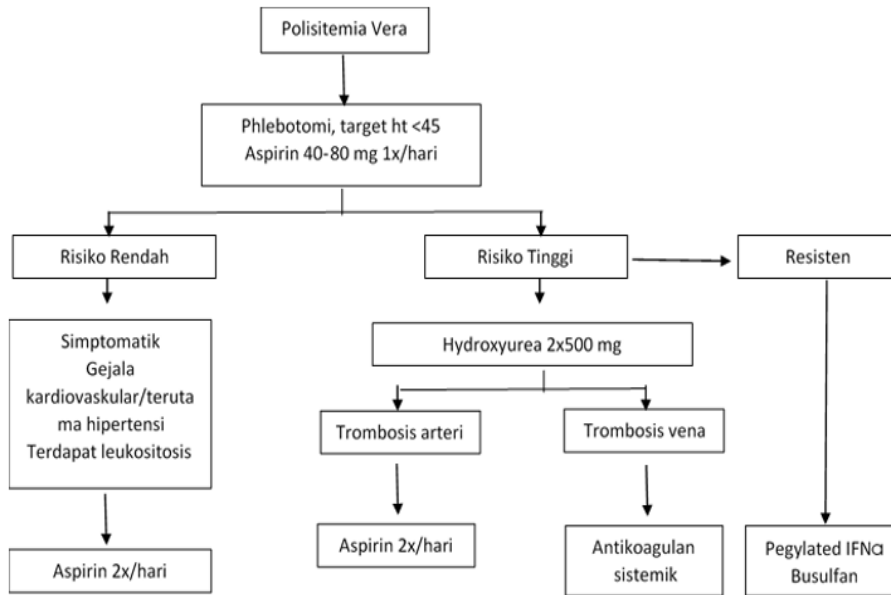 Polisitemia Vera
Phlebotomi, target ht <45
Aspirin 40-80 mg 1x/hari
Risiko Rendah
Risiko Tinggi
Resisten
Simptomatik
Gejala
kardiovaskular/teruta
ma hipertensi
Terdapat leukositosis
Hydroxyurea 2x500 mg
Trombosis arteri
Trombosis vena
Aspirin 2x/hari
Aspirin 2x/hari
Antikoagulan
sistemik
Pegylated IFNα
Busulfan